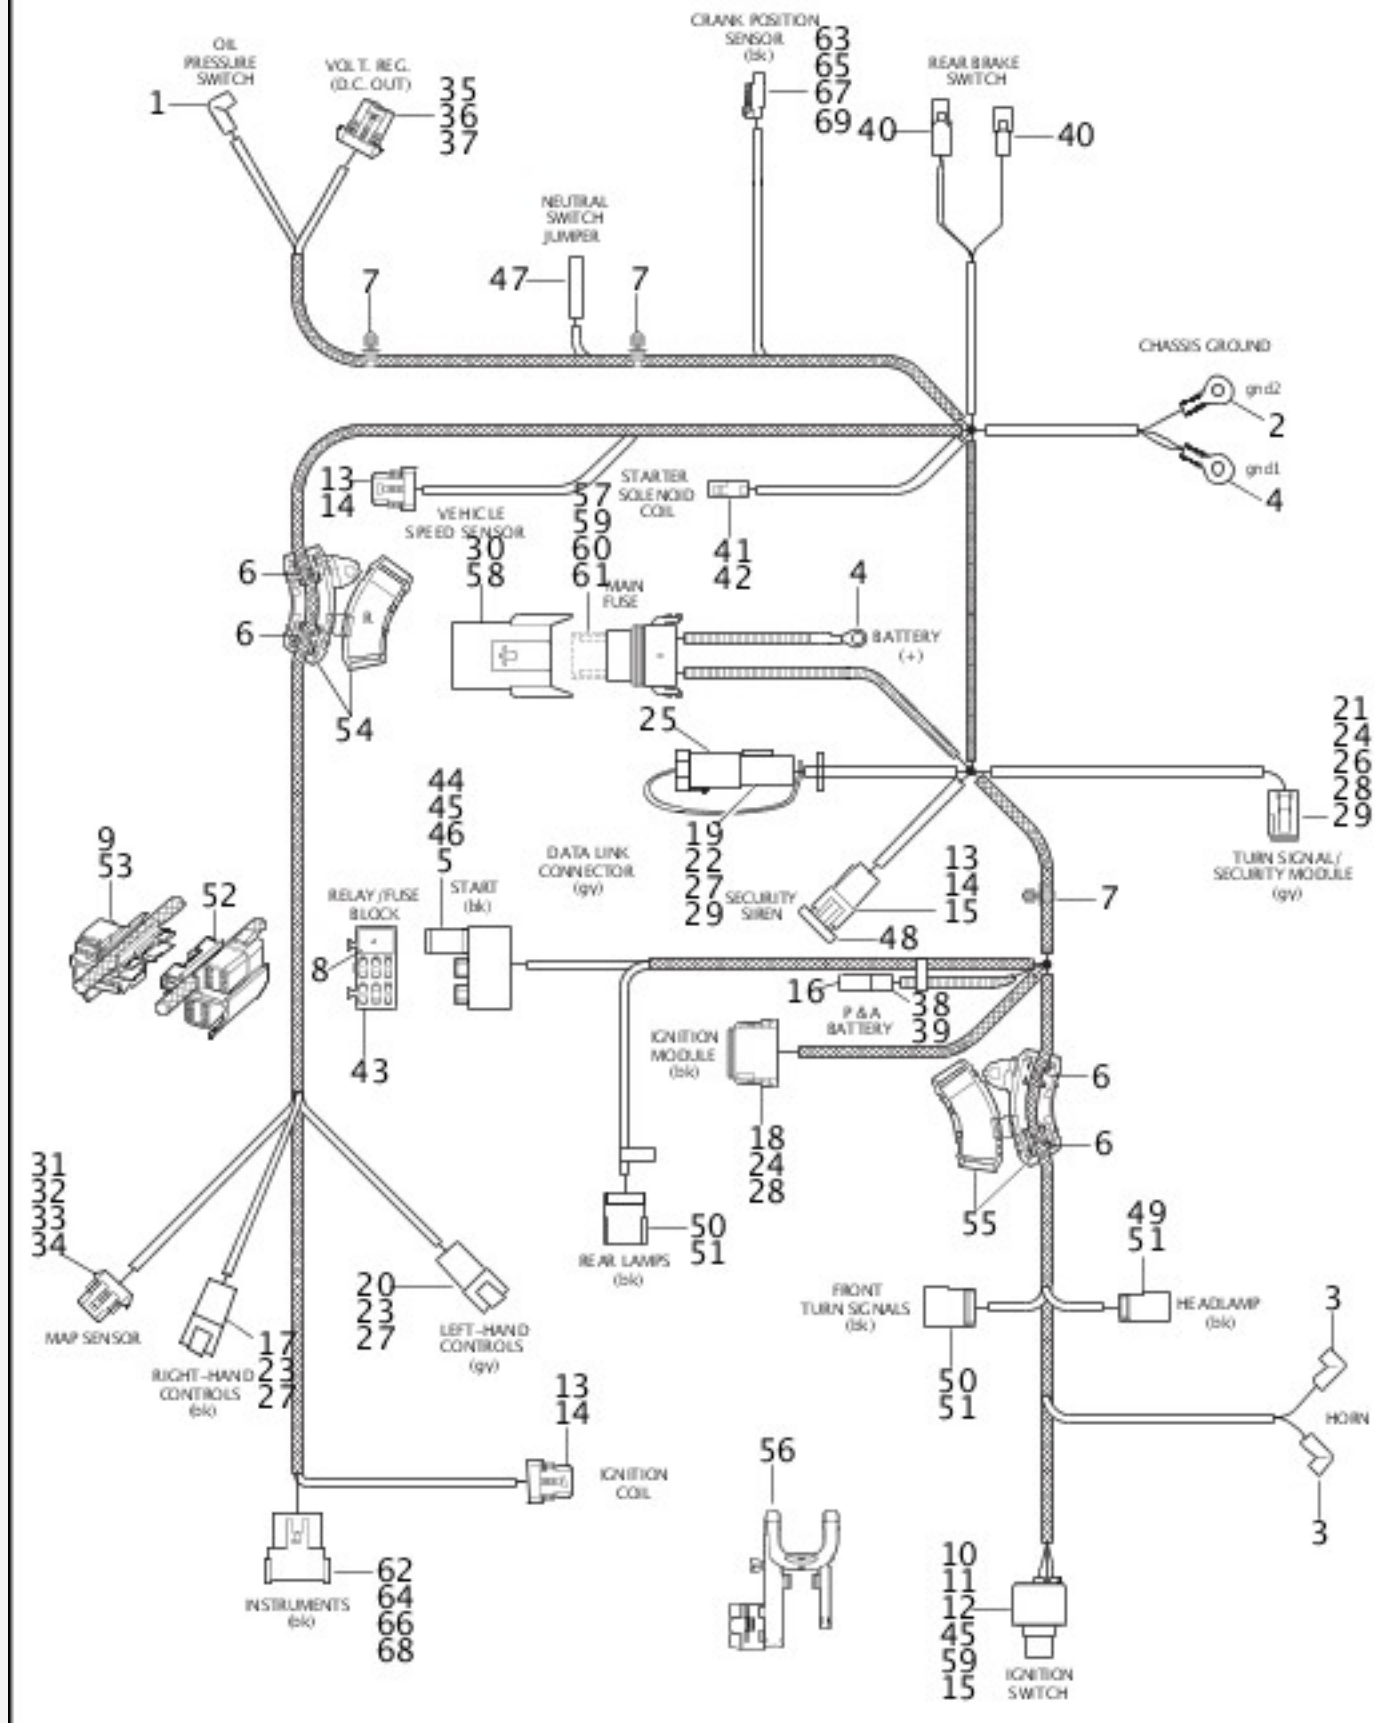 OIL
PRESSURE
SWITCH
1
VOLT. REG.
(D.C. OUT)
35
36
37
CRANK POSITION
SENSOR
(bk)
63
65
67
69
REAR BRAKE
SWITCH
40
40
NEUTRAL
SWITCH
JUMPER
47
7
7
CHASSIS GROUND
gnd2
2
gnd1
4
13
14
VEHICLE
SPEED SENSOR
STARTER
SOLENOID
COIL
41
42
30
58
57
59
60
61
MAIN
FUSE
4
BATTERY
(+)
6
6
R
54
25
21
24
26
28
29
TURN SIGNAL/
SECURITY MODULE
(gy)
44
45
46
5
START
(bk)
DATA LINK
CONNECTOR
(gy)
19
22
27
29
SECURITY
SIREN
13
14
15
48
7
9
53
52
RELAY/FUSE
BLOCK
8
43
16
P & A
BATTERY
38
39
IGNITION
MODULE
(bk)
18
24
28
6
6
55
31
32
33
34
MAP SENSOR
17
23
27
RIGHT-HAND
CONTROLS
(bk)
20
23
27
LEFT-HAND
CONTROLS
(gy)
50
51
REAR LAMPS
(bk)
49
51
FRONT
TURN SIGNALS
(bk)
HEADLAMP
(bk)
50
51
3
HORN
3
13
14
IGNITION
COIL
56
62
64
66
68
INSTRUMENTS
(bk)
10
11
12
45
59
15
IGNITION
SWITCH